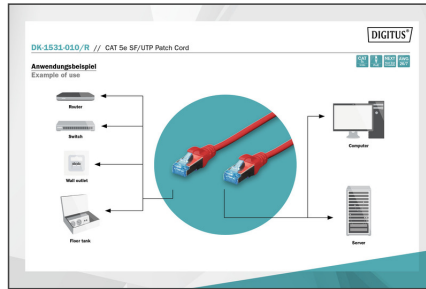 DIGITUS®
DK-1531-010/R // CAT 5e SF/UTP Patch Cord
Anwendungsbeispiel
Example of use
Router
Switch
Wall outlet
Floor tank
Computer
Server